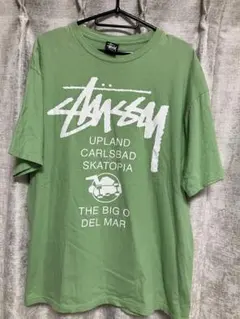 STÜSSY
UPLAND
CARLSBAD
SKATOPIA
THE BIG O
DEL MAR